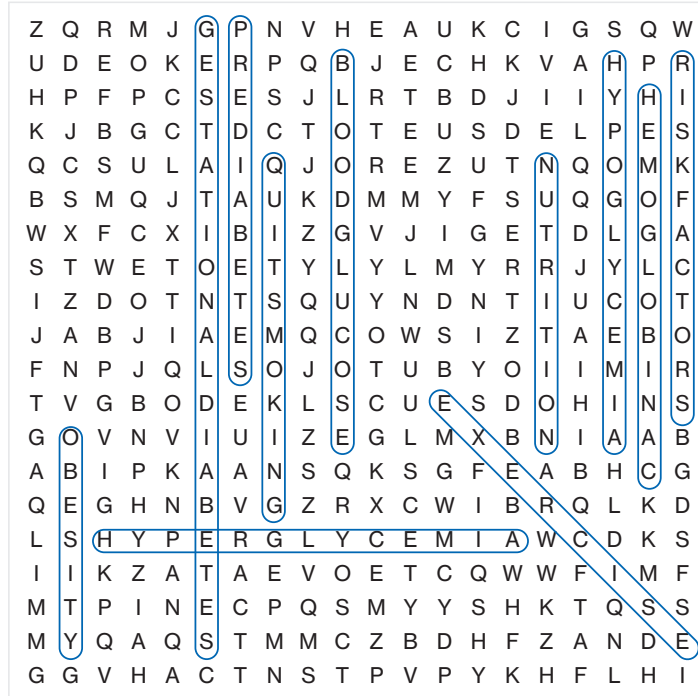 Z Q R M J G P N V H E A U K C I G S Q W
U D E O K E R P Q B J E C H K V A H P R
H P F P C S E S J L R T B D J I I Y H I
K J B G C T D C T O T E U S D E L P E S
Q C S U L A I Q J O R E Z U T N Q O M K
B S M Q J T A U K D M M Y F S U Q G O F
W X F C X I B I Z G V J I G E T D L G A
S T W E T O E T Y L Y L M Y R R J Y L C
I Z D O T N T S Q U Y N D N T I U C O T
J A B J I A E M Q C O W S I Z T A E B O
F N P J Q L S O J O T U B Y O I I M I R
T V G B O D E K L S C U E S D O H I N S
G O V N V I U I Z E G L M X B N I A A B
A B I P K A A N S Q K S G F E A B H C G
Q E G H N B V G Z R X C W I B R Q L K D
L S H Y P E R G L Y C E M I A W C D K S
I I K Z A T A E V O E T C Q W W F I M F
M T P I N E C P Q S M Y Y S H K T Q S S
M Y Q A Q S T M M C Z B D H F Z A N D E
G G V H A C T N S T P V P Y K H F L H I